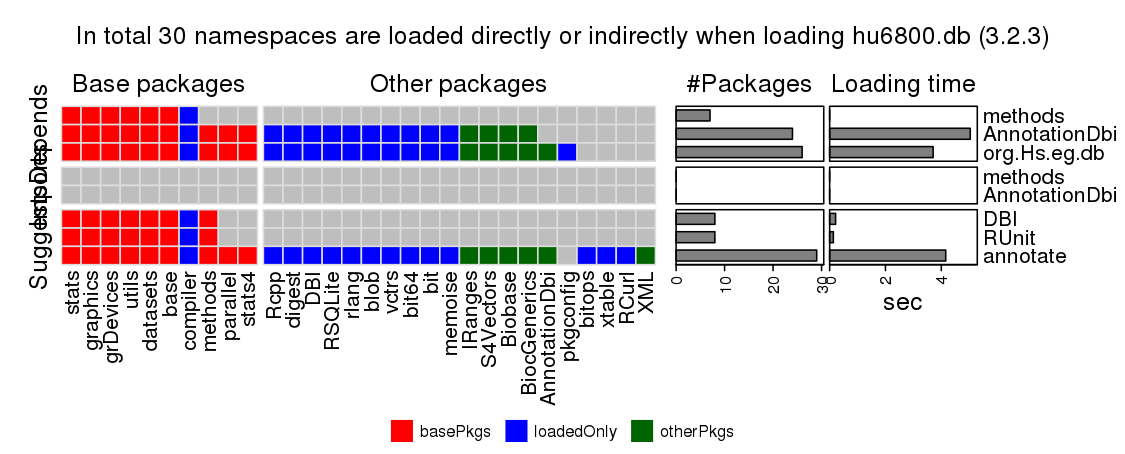 In total 30 namespaces are loaded directly or indirectly when loading hu6800.db (3.2.3)
Base packages
Other packages
#Packages
Loading time
Depends
Imports
Suggests
methods
AnnotationDbi
org.Hs.eg.db
methods
AnnotationDbi
DBI
RUnit
annotate
stats
graphics
grDevices
utils
datasets
base
compiler
methods
parallel
stats4
Rcpp
digest
DBI
RSQLite
rlang
blob
vctrs
bit64
bit
memoise
IRanges
S4Vectors
Biobase
BiocGenerics
AnnotationDbi
pkgconfig
bitops
xtable
RCurl
XML
0
10
20
30
0
2
4
sec
basePkgs
loadedOnly
otherPkgs